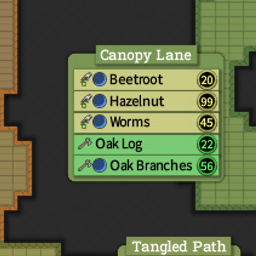 Canopy Lane
Beetroot 20
Hazelnut 99
Worms 45
Oak Log 22
Oak Branches 56
Tangled Path